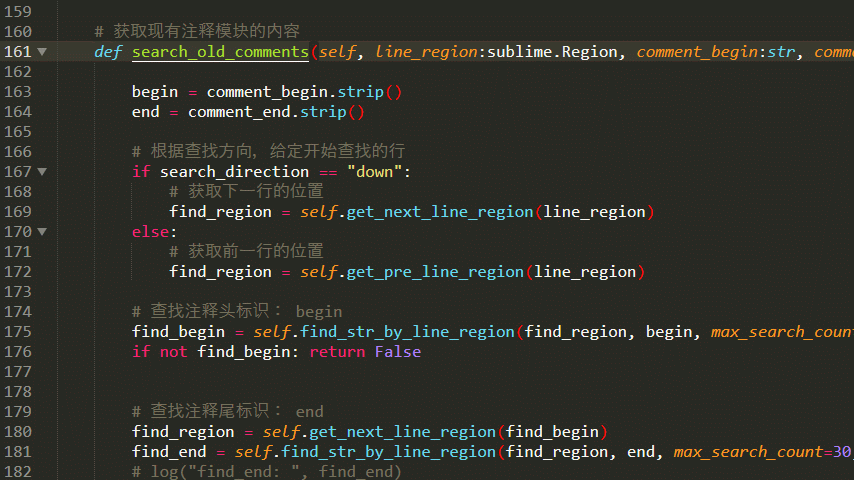 159
160 # 获取现有注释模块的内容
161 def search_old_comments(self, line_region:sublime.Region, comment_begin:str, comme
162
163 begin = comment_begin.strip()
164 end = comment_end.strip()
165
166 # 根据查找方向, 给定开始查找的行
167 if search_direction == "down":
168 # 获取下一行的位置
169 find_region = self.get_next_line_region(line_region)
170 else:
171 # 获取前一行的位置
172 find_region = self.get_pre_line_region(line_region)
173
174 # 查找注释头标识： begin
175 find_begin = self.find_str_by_line_region(find_region, begin, max_search_count
176 if not find_begin: return False
177
178
179 # 查找注释尾标识： end
180 find_region = self.get_next_line_region(find_begin)
181 find_end = self.find_str_by_line_region(find_region, end, max_search_count=30
182 # log("find_end: ", find_end)